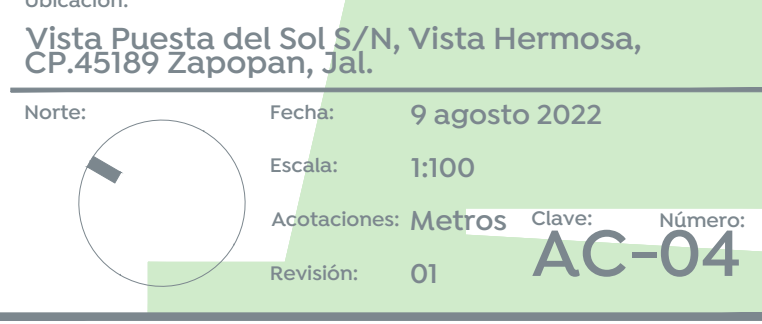 Ubicación:
Vista Puesta del Sol S/N, Vista Hermosa,
CP.45189 Zapopan, Jal.
Norte:
Fecha: 9 agosto 2022
Escala: 1:100
Acotaciones: Metros Clave: Número:
AC-04
Revisión: 01